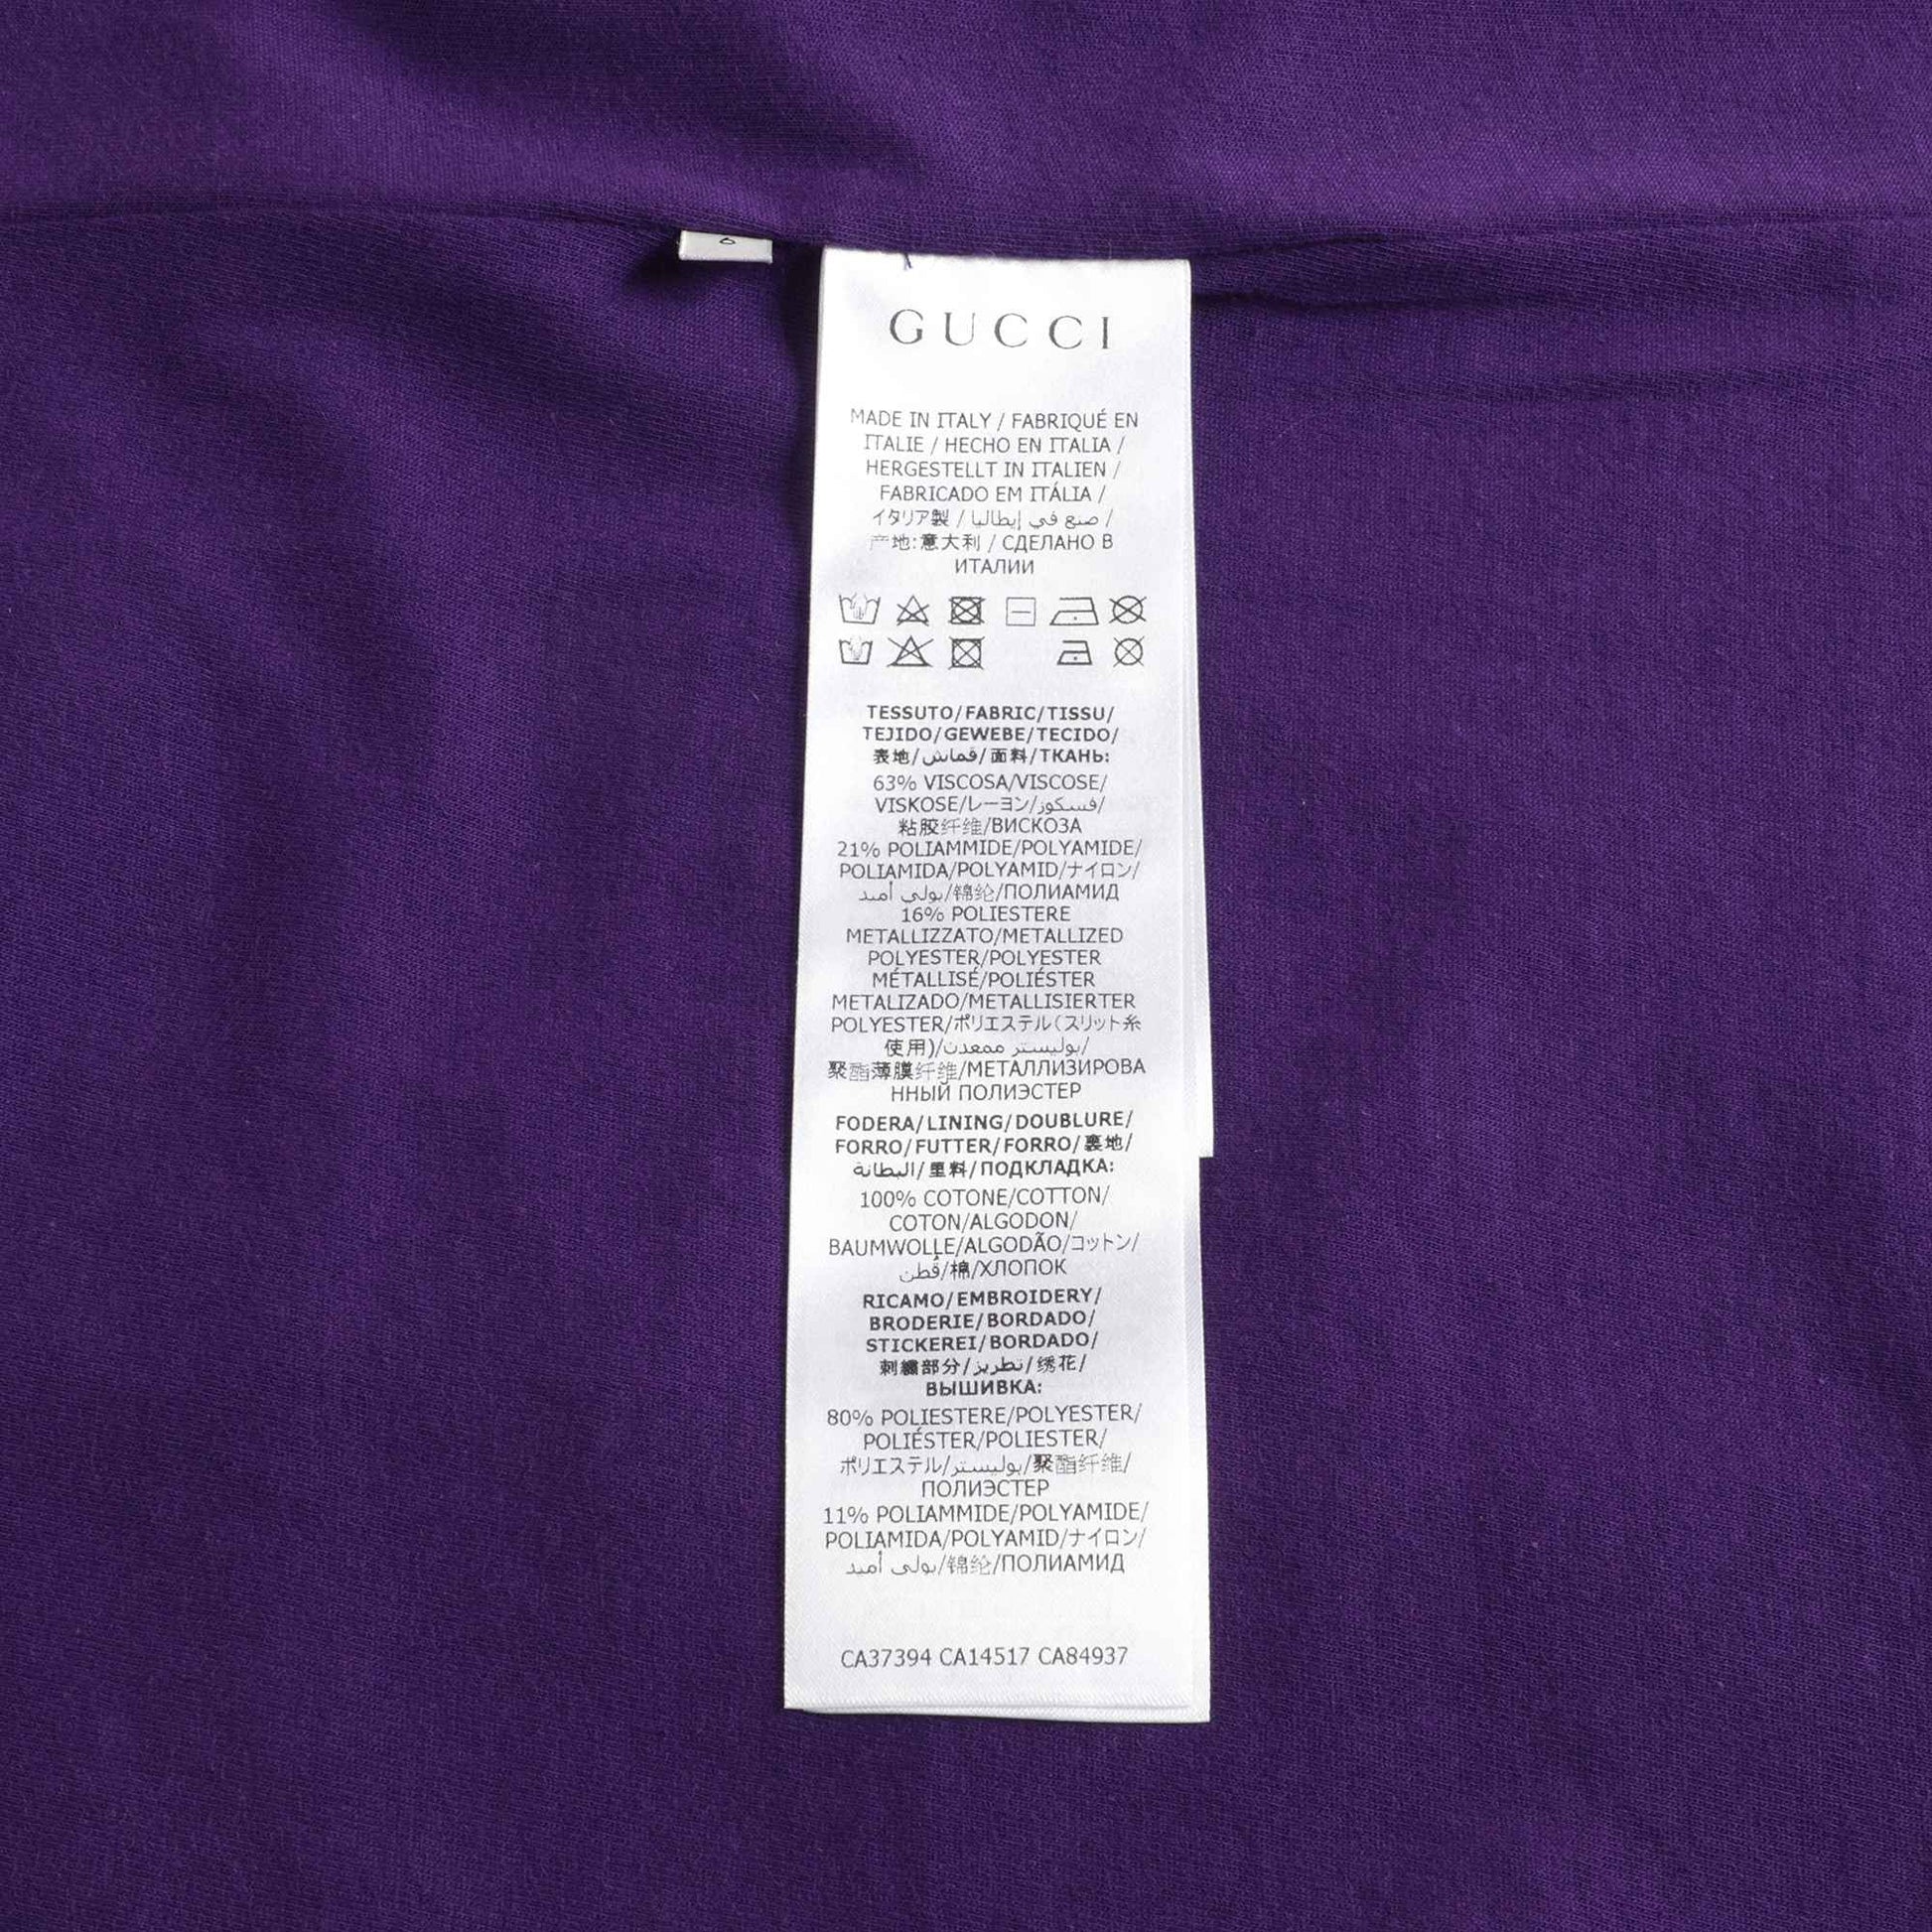 GUCCI
MADE IN ITALY / FABRIQUÉ EN
ITALIE / HECHO EN ITALIA /
HERGESTELLT IN ITALIEN /
FABRICADO EM ITÁLIA /
イタリア製 / صنع في إيطاليا /
产地:意大利 / СДЕЛАНО В
ИТАЛИИ
TESSUTO/FABRIC/TISSU/
TEJIDO/GEWEBE/TECIDO/
表地/قماش/面料/ТКАНЬ:
63% VISCOSA/VISCOSE/
VISKOSE/レーヨン/فسكوز/
粘胶纤维/ВИСКОЗА
21% POLIAMMIDE/POLYAMIDE/
POLIAMIDA/POLYAMID/ナイロン/
بولي أميد/锦纶/ПОЛИАМИД
16% POLIESTERE
METALLIZZATO/METALLIZED
POLYESTER/POLYESTER
MÉTALLISÉ/POLIÉSTER
METALIZADO/METALLISIERTER
POLYESTER/ポリエステル(スリット糸
使用)/بوليستر ممعدن/
聚酯薄膜纤维/МЕТАЛЛИЗИРОВА
ННЫЙ ПОЛИЭСТЕР
FODERA/LINING/DOUBLURE/
FORRO/FUTTER/FORRO/裏地/
البطانة/里料/ПОДКЛАДКА:
100% COTONE/COTTON/
COTON/ALGODON/
BAUMWOLLE/ALGODÃO/コットン/
قطن/棉/ХЛОПОК
RICAMO/EMBROIDERY/
BRODERIE/BORDADO/
STICKEREI/BORDADO/
刺繍部分/تطريز/绣花/
ВЫШИВКА:
80% POLIESTERE/POLYESTER/
POLIÉSTER/POLIESTER/
ポリエステル/بوليستر/聚酯纤维/
ПОЛИЭСТЕР
11% POLIAMMIDE/POLYAMIDE/
POLIAMIDA/POLYAMID/ナイロン/
بولي أميد/锦纶/ПОЛИАМИД
CA37394 CA14517 CA84937